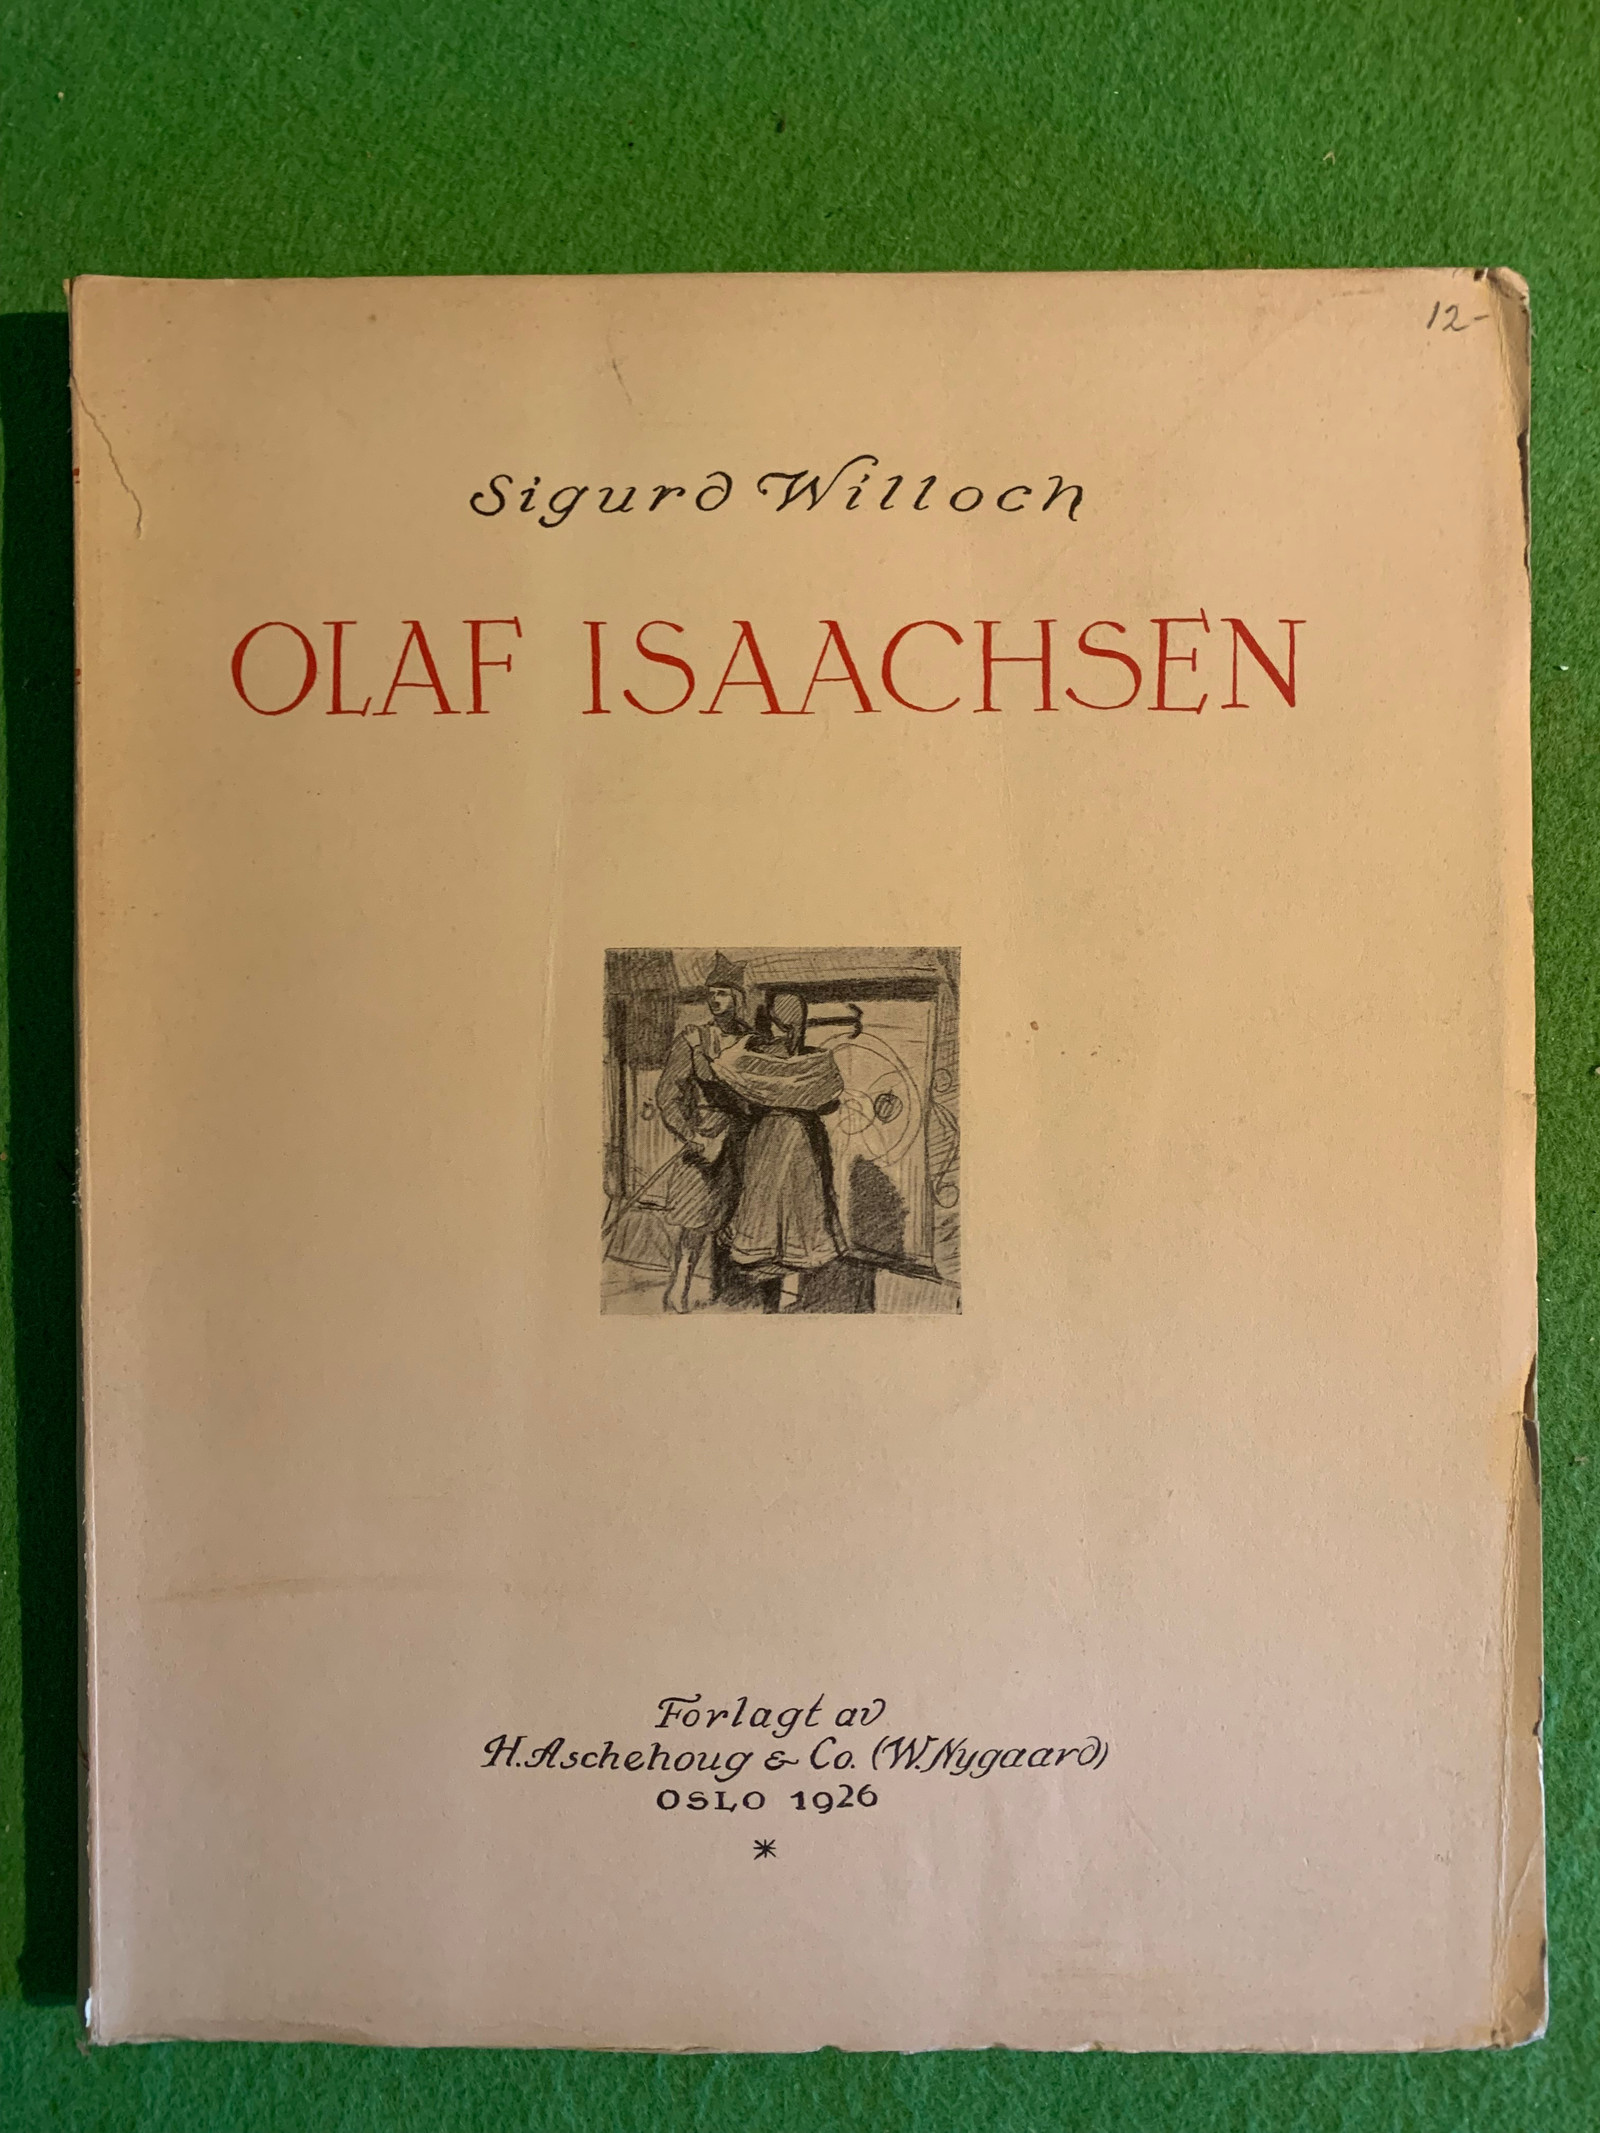 12-
Sigurd Willoch
OLAF ISAACHSEN
Forlagt av
H. Aschehoug & Co. (W. Nygaard)
OSLO 1926
*